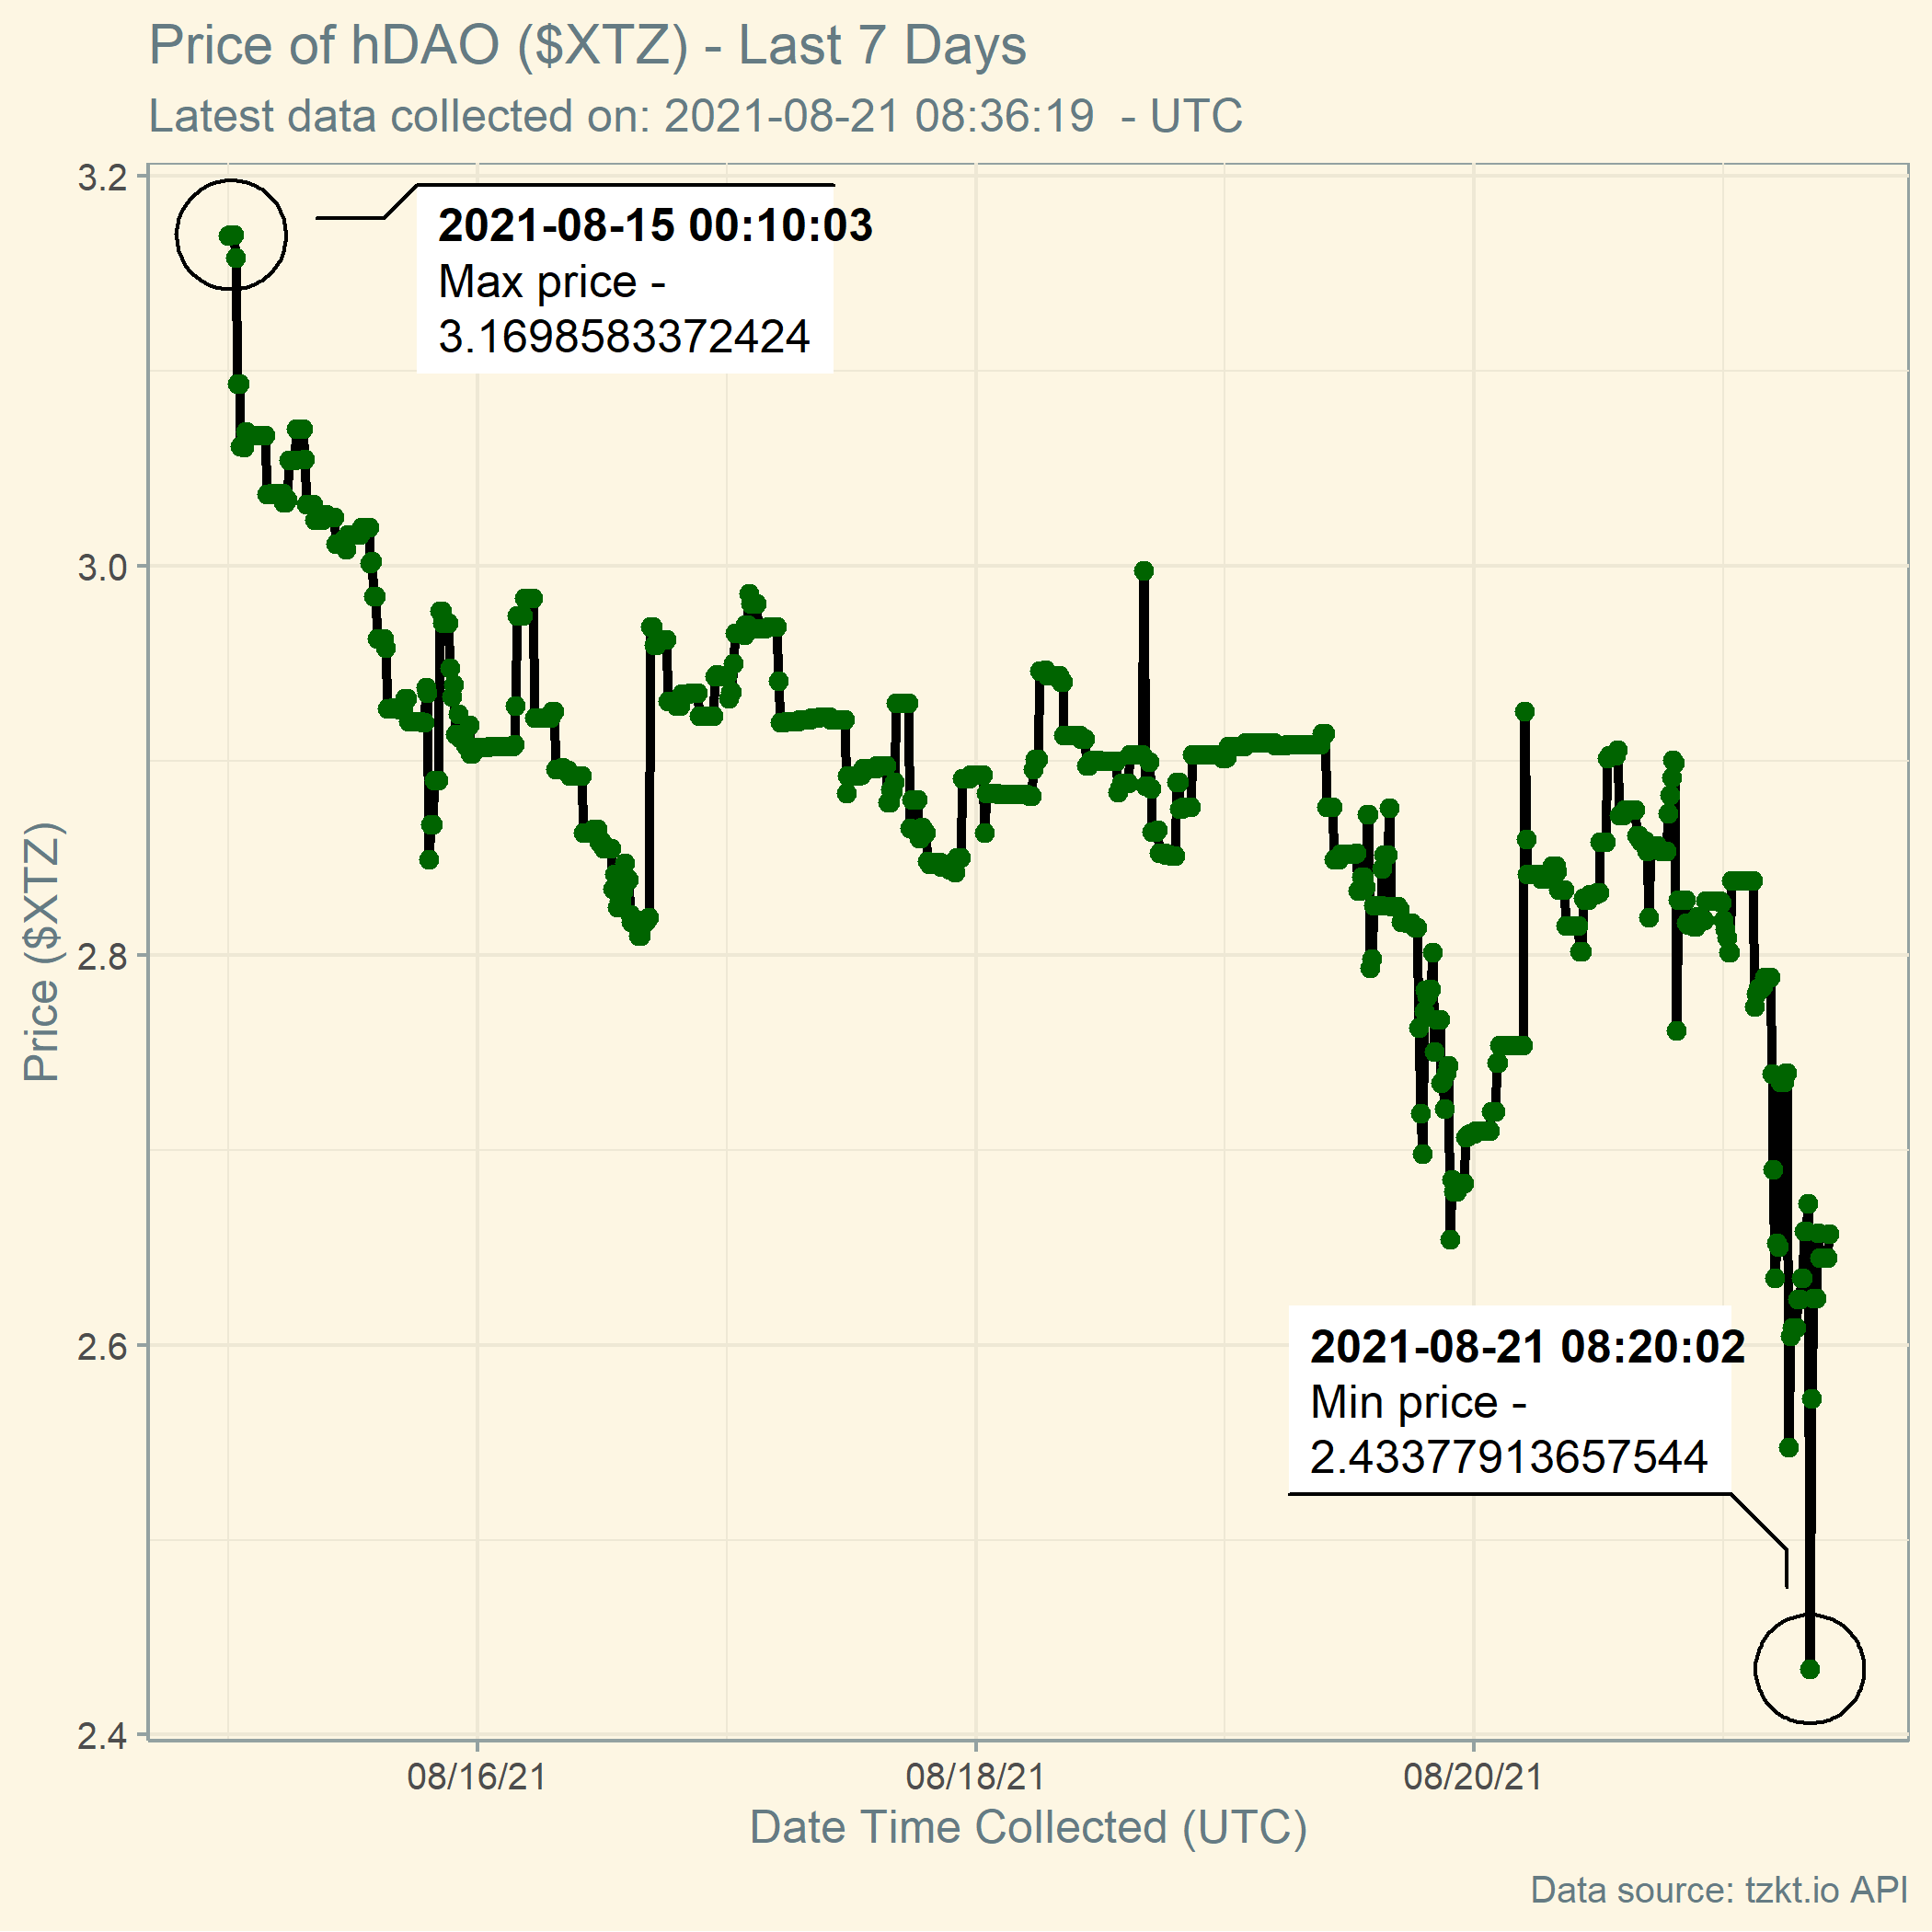 Price of hDAO ($XTZ) - Last 7 Days
Latest data collected on: 2021-08-21 08:36:19  - UTC
3.2
3.0
2.8
2.6
2.4
Price ($XTZ)
2021-08-15 00:10:03
Max price -
3.1698583372424
2021-08-21 08:20:02
Min price -
2.43377913657544
08/16/21
08/18/21
08/20/21
Date Time Collected (UTC)
Data source: tzkt.io API